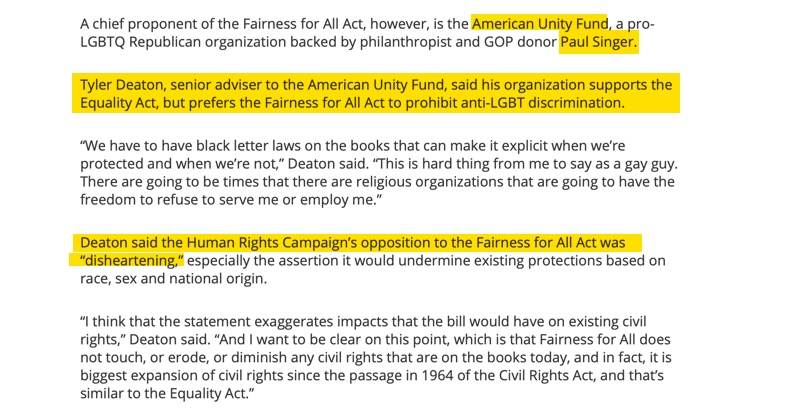 A chief proponent of the Fairness for All Act, however, is the American Unity Fund, a pro-
LGBTQ Republican organization backed by philanthropist and GOP donor Paul Singer.
Tyler Deaton, senior adviser to the American Unity Fund, said his organization supports the
Equality Act, but prefers the Fairness for All Act to prohibit anti-LGBT discrimination.
“We have to have black letter laws on the books that can make it explicit when we’re
protected and when we’re not,” Deaton said. “This is hard thing from me to say as a gay guy.
There are going to be times that there are religious organizations that are going to have the
freedom to refuse to serve me or employ me.”
Deaton said the Human Rights Campaign’s opposition to the Fairness for All Act was
“disheartening,” especially the assertion it would undermine existing protections based on
race, sex and national origin.
“I think that the statement exaggerates impacts that the bill would have on existing civil
rights,” Deaton said. “And I want to be clear on this point, which is that Fairness for All does
not touch, or erode, or diminish any civil rights that are on the books today, and in fact, it is
biggest expansion of civil rights since the passage in 1964 of the Civil Rights Act, and that’s
similar to the Equality Act.”